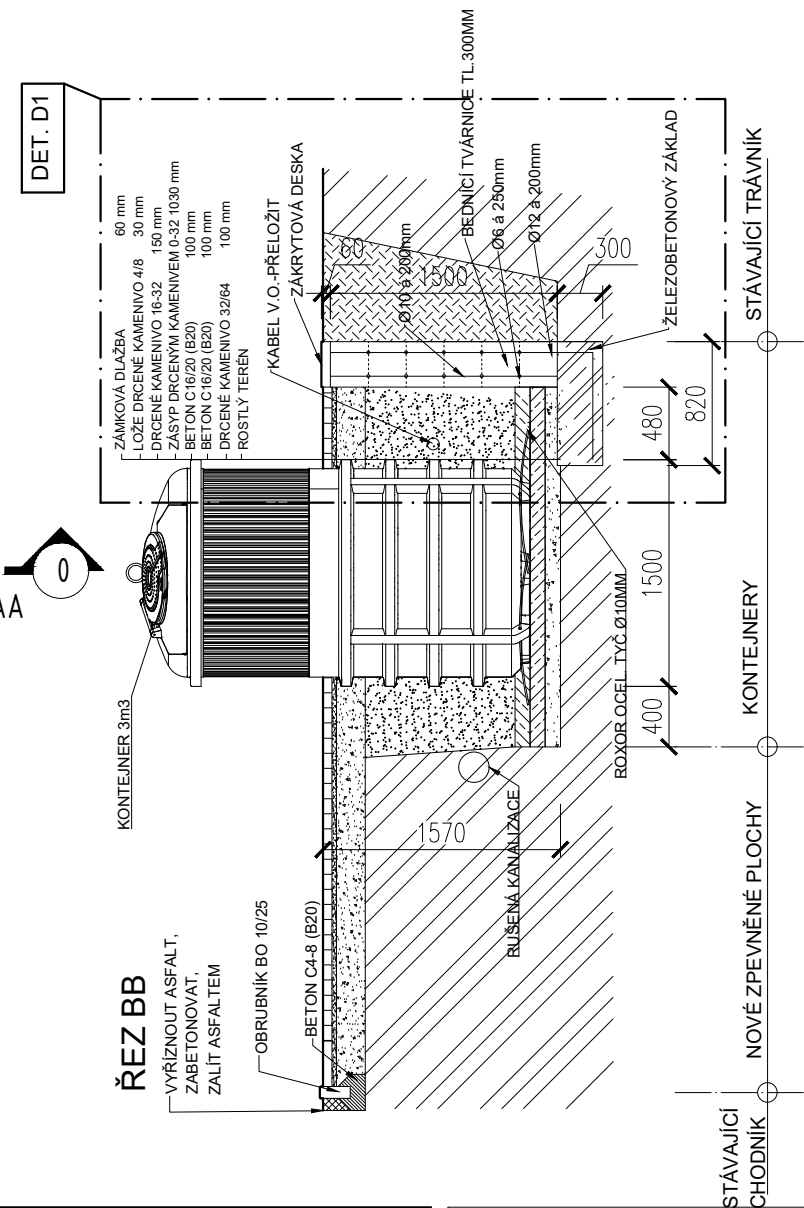 DET. D1
AA
0
ZÁMKOVÁ DLAŽBA 60 mm
LOŽE DRCENÉ KAMENIVO 4/8 30 mm
DRCENÉ KAMENIVO 16-32 150 mm
ZÁSYP DRCENÝM KAMENIVEM 0-32 1030 mm
BETON C16/20 (B20) 100 mm
BETON C16/20 (B20) 100 mm
DRCENÉ KAMENIVO 32/64 100 mm
ROSTLÝ TERÉN
KONTEJNER 3m3
KABEL V.O.-PŘELOŽIT
ZÁKRYTOVÁ DESKA
ŘEZ BB
VYŘÍZNOUT ASFALT,
ZABETONOVAT,
ZALÍT ASFALTEM
OBRUBNÍK BO 10/25
BETON C4-8 (B20)
60
1500
300
Ø10 á 200mm
BEDNÍCÍ TVÁRNICE TL.300MM
Ø6 á 250mm
Ø12 á 200mm
ŽELEZOBETONOVÝ ZÁKLAD
1570
RUŠENÁ KANALIZACE
ROXOR OCEL. TYČ Ø10MM
400
1500
480
820
STÁVAJÍCÍ
CHODNÍK
NOVÉ ZPEVNĚNÉ PLOCHY
KONTEJNERY
STÁVAJÍCÍ TRÁVNÍK